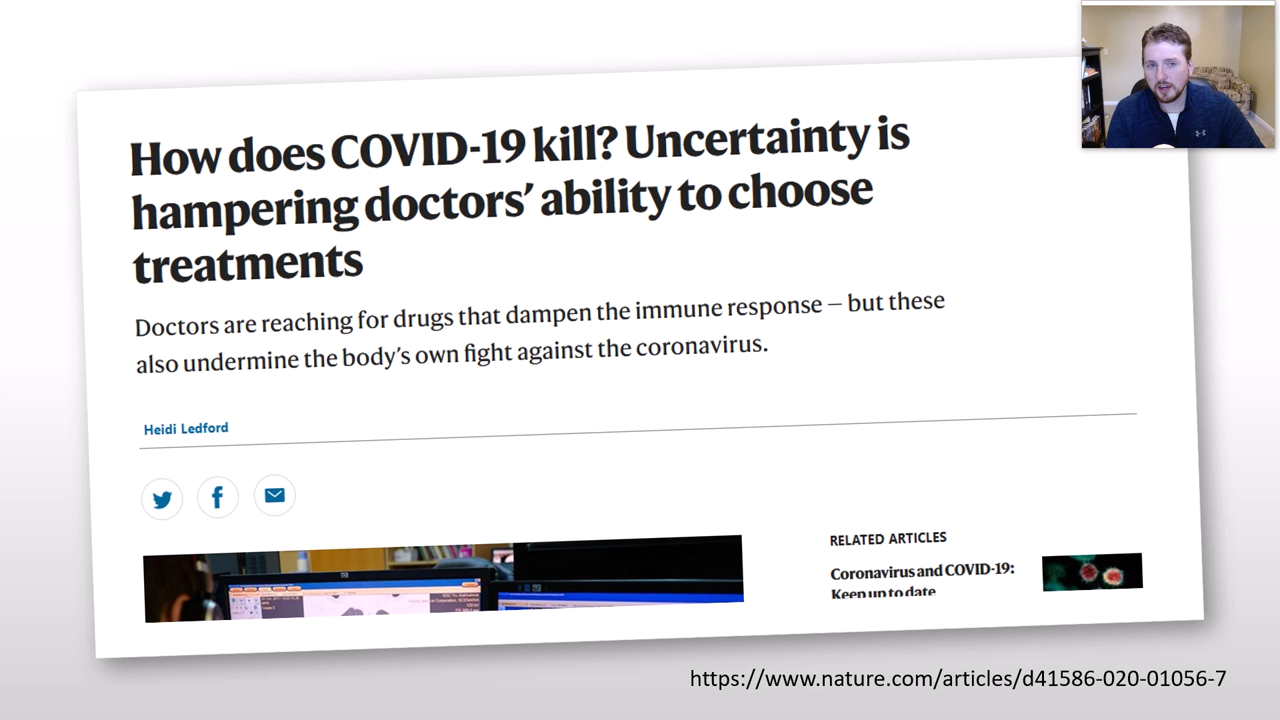 How does COVID-19 kill? Uncertainty is
hampering doctors’ ability to choose
treatments
Doctors are reaching for drugs that dampen the immune response – but these
also undermine the body’s own fight against the coronavirus.
Heidi Ledford
RELATED ARTICLES
Coronavirus and COVID-19:
Keep up to date
https://www.nature.com/articles/d41586-020-01056-7